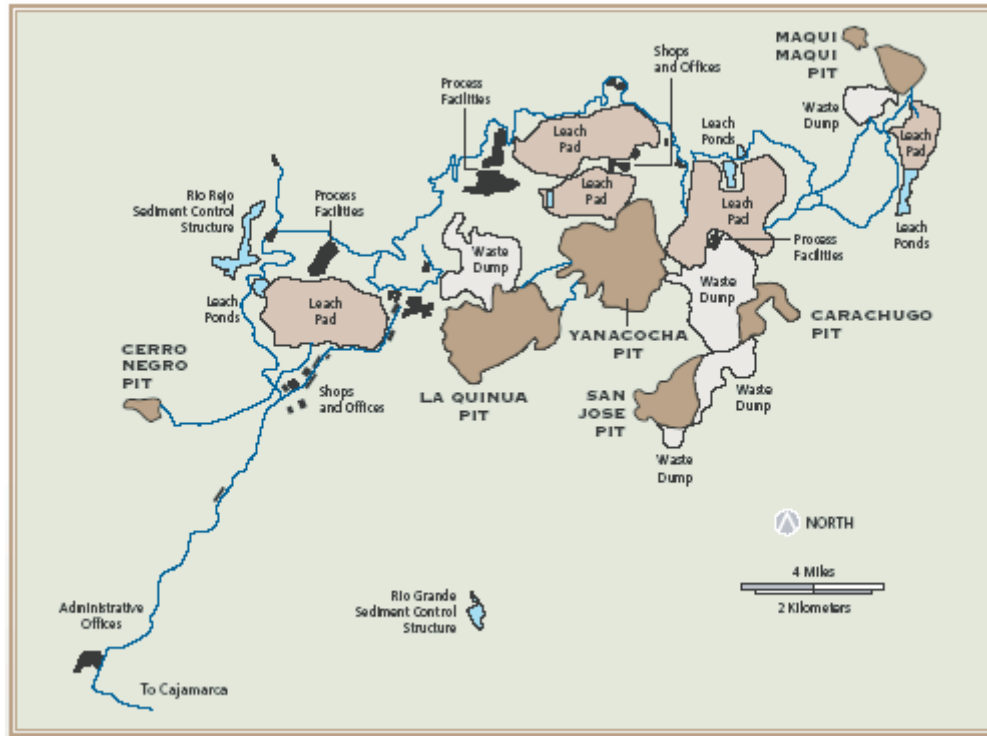 MAQUI
MAQUI
PIT
Shops
and Offices
Process
Facilities
Waste
Dump
Leach
Pad
Leach
Ponds
Leach
Pad
Leach
Pad
Rio Rejo
Sediment Control
Structure
Process
Facilities
Leach
Pad
Leach
Ponds
Process
Facilities
Waste
Dump
Waste
Dump
Leach
Ponds
Leach
Pad
CARACHUGO
PIT
YANACOCHA
PIT
CERRO
NEGRO
PIT
Shops
and Offices
LA QUINUA
PIT
SAN
JOSE
PIT
Waste
Dump
Waste
Dump
NORTH
4 Miles
2 Kilometers
Rio Grande
Sediment Control
Structure
Administrative
Offices
To Cajamarca